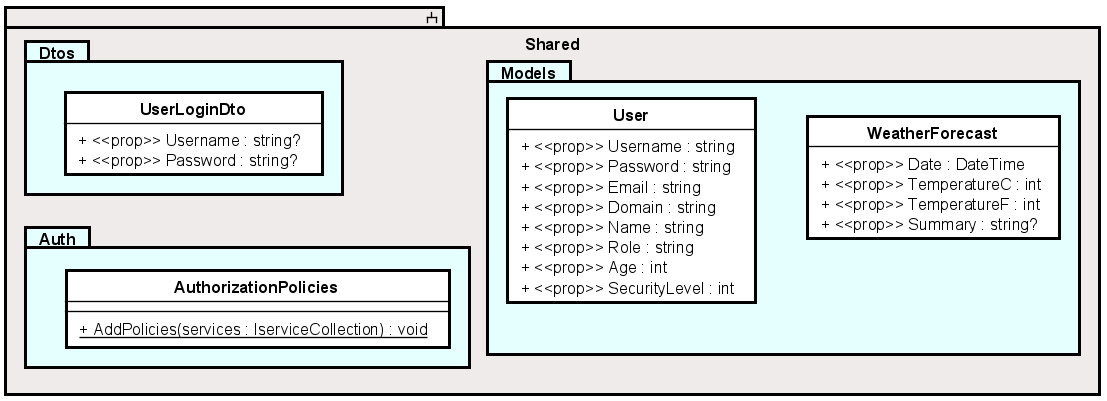 Shared
Dtos
UserLoginDto
+ <<prop>> Username : string?
+ <<prop>> Password : string?
Auth
AuthorizationPolicies
+ AddPolicies(services : IserviceCollection) : void
Models
User
+ <<prop>> Username : string
+ <<prop>> Password : string
+ <<prop>> Email : string
+ <<prop>> Domain : string
+ <<prop>> Name : string
+ <<prop>> Role : string
+ <<prop>> Age : int
+ <<prop>> SecurityLevel : int
WeatherForecast
+ <<prop>> Date : DateTime
+ <<prop>> TemperatureC : int
+ <<prop>> TemperatureF : int
+ <<prop>> Summary : string?